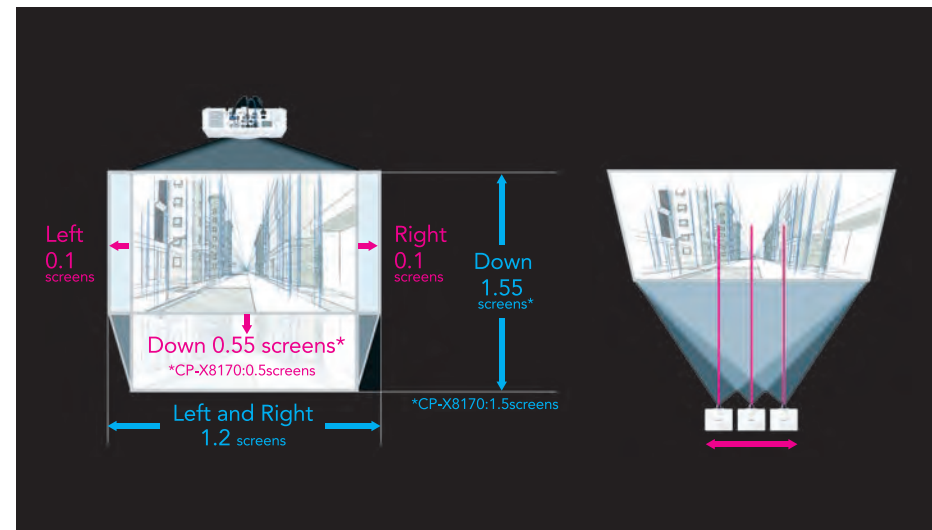 Left
0.1
screens
Right
0.1
screens
Down
1.55
screens*
Down 0.55 screens*
*CP-X8170:0.5screens
*CP-X8170:1.5screens
Left and Right
1.2 screens